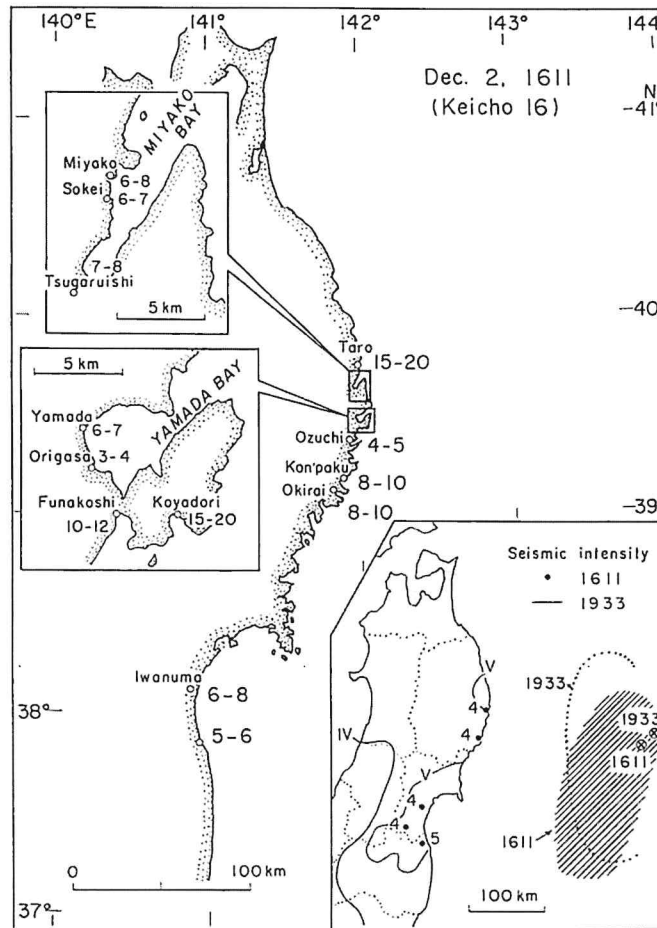 140°E 141° 142° 143° 144
Dec. 2, 1611
(Keicho 16)
N
41°
MIYAKO BAY
Miyako
6-8
Sokei
6-7
7-8
Tsugaruishi
5 km
40
Taro
15-20
5 km
YAMADA BAY
Yamada
6-7
Origasa
3-4
Funakoshi
10-12
Koyadori
15-20
Ozuchi
4-5
Kon'paku
8-10
Okirai
8-10
39
Seismic intensity
1611
1933
V
4
4
IV
V
4
4
5
1933
1933
1611
1611
100 km
Iwanuma
6-8
38°
5-6
0 100 km
37°